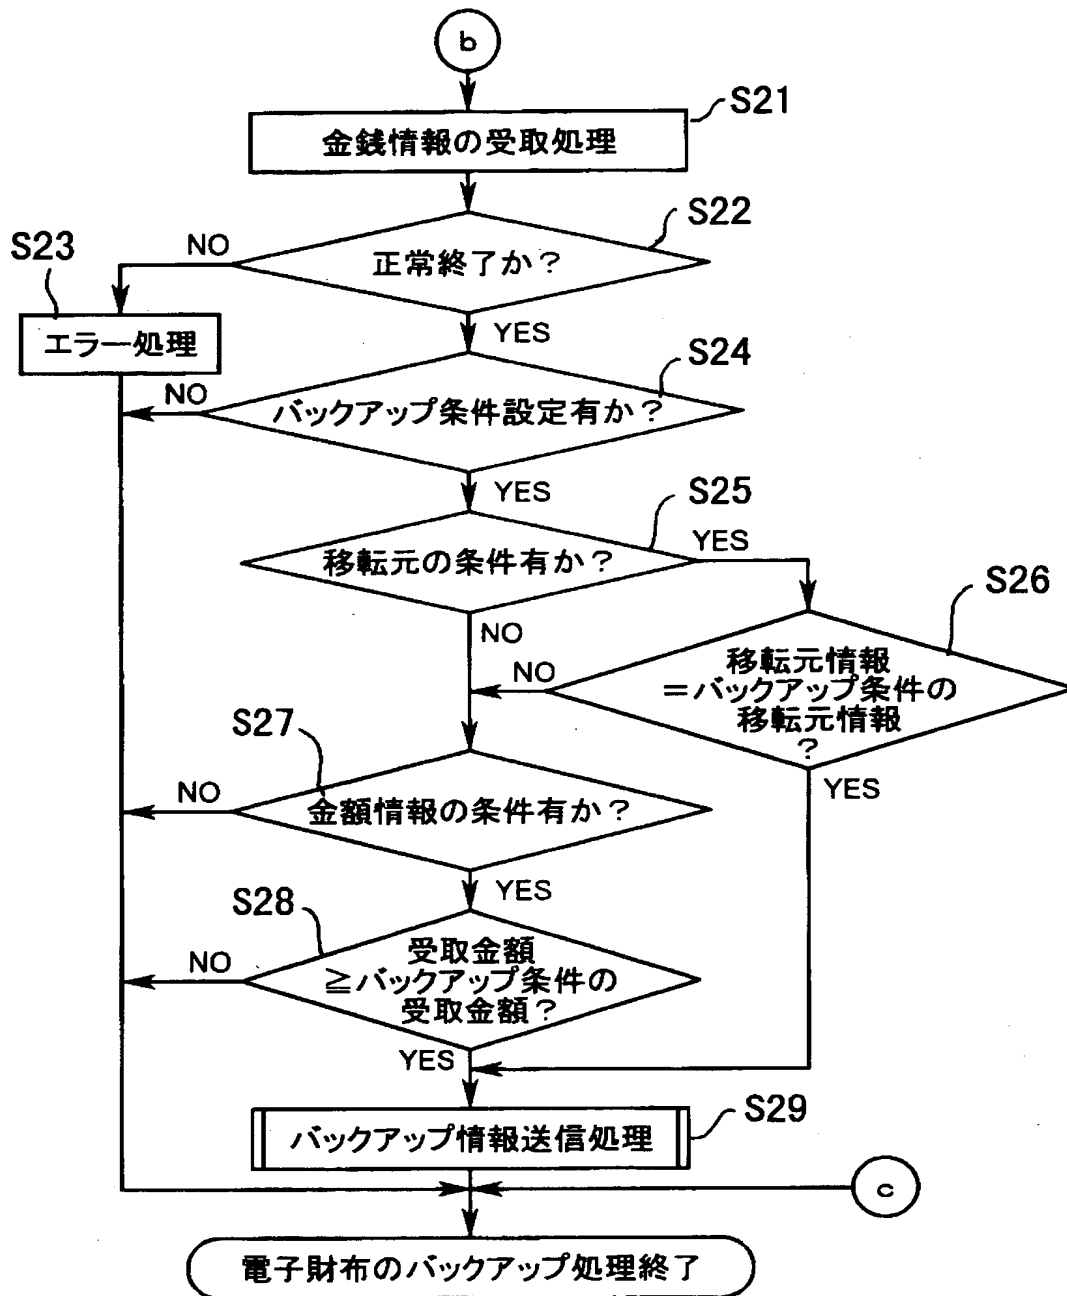 b
S21
金銭情報の受取処理
S22
正常終了か？
NO
S23
エラー処理
YES
S24
バックアップ条件設定有か？
NO
YES
S25
移転元の条件有か？
YES
S26
NO
移転元情報
＝バックアップ条件の
移転元情報
？
NO
YES
S27
金額情報の条件有か？
NO
YES
S28
受取金額
≧バックアップ条件の
受取金額？
NO
YES
S29
バックアップ情報送信処理
c
電子財布のバックアップ処理終了